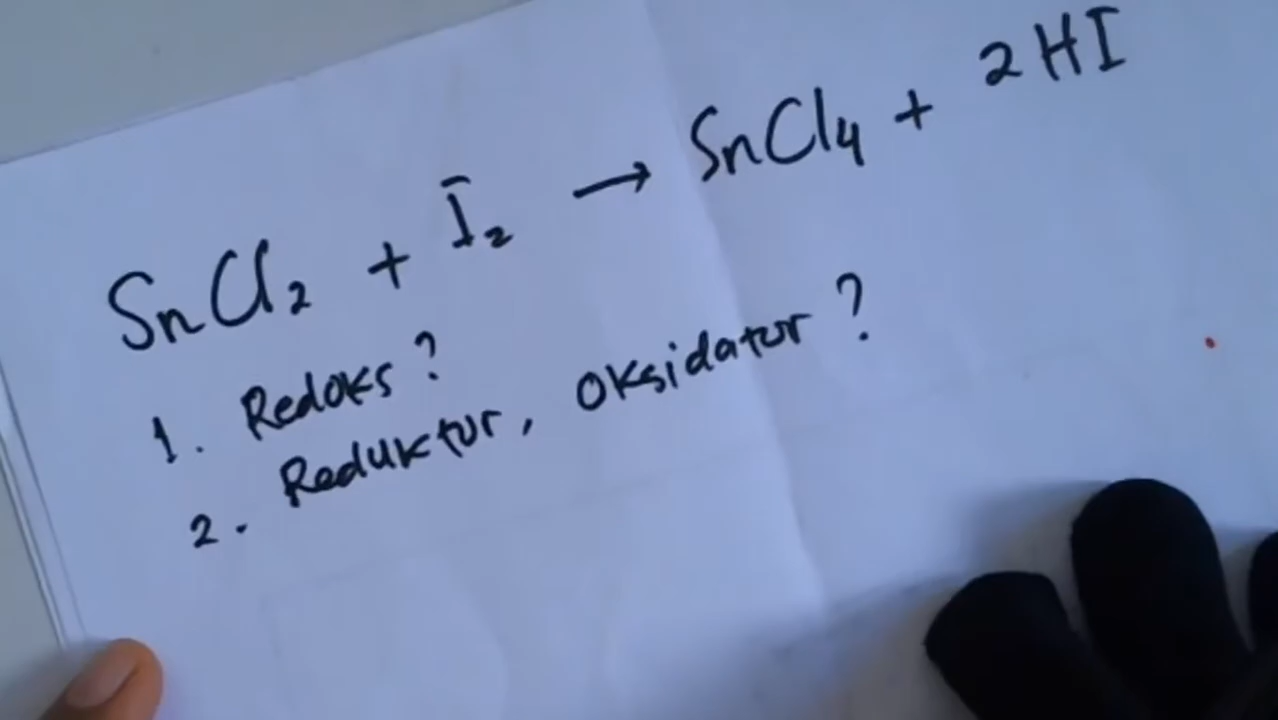 SnCl₂ + I₂ → SnCl₄ + 2HI
1. Redoks?
2. Reduktor, Oksidator?